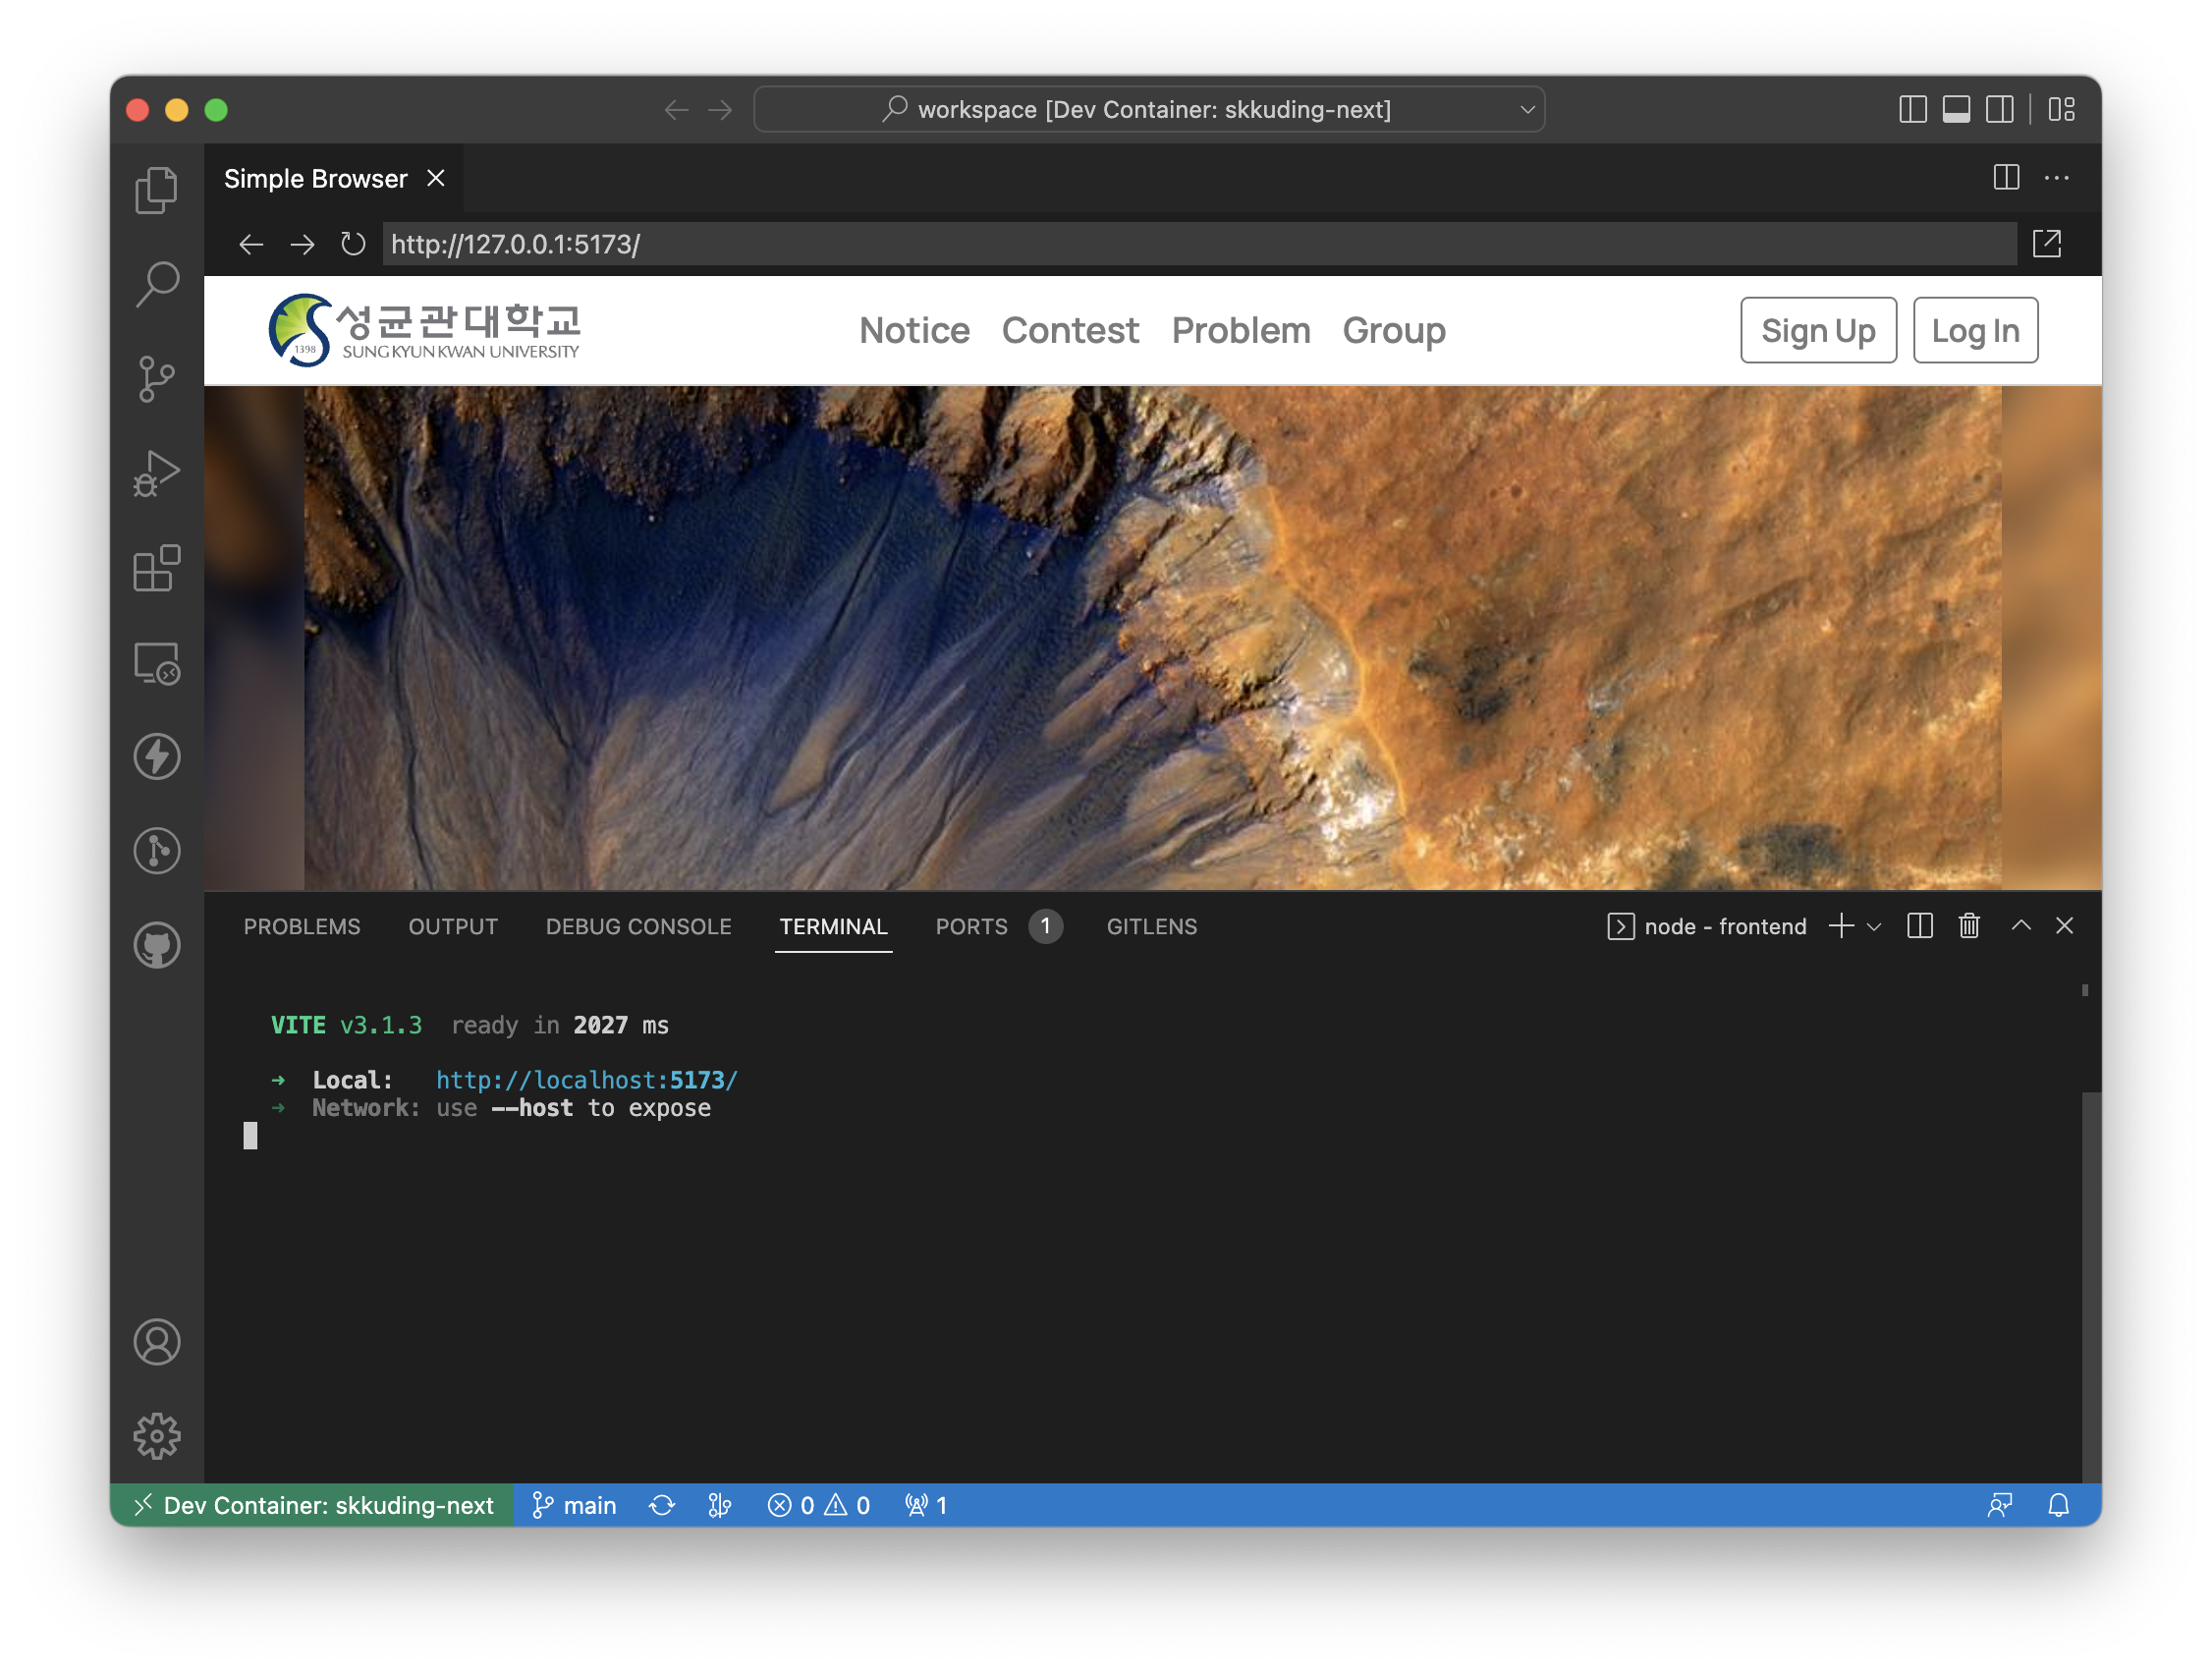 workspace [Dev Container: skkuding-next]
Simple Browser
http://127.0.0.1:5173/
성균관대학교
1398 SUNGKYUNKWAN UNIVERSITY
Notice Contest Problem Group
Sign Up Log In
PROBLEMS OUTPUT DEBUG CONSOLE TERMINAL PORTS 1 GITLENS
node - frontend
VITE v3.1.3 ready in 2027 ms
➜ Local: http://localhost:5173/
➜ Network: use --host to expose
Dev Container: skkuding-next main 0 0 1